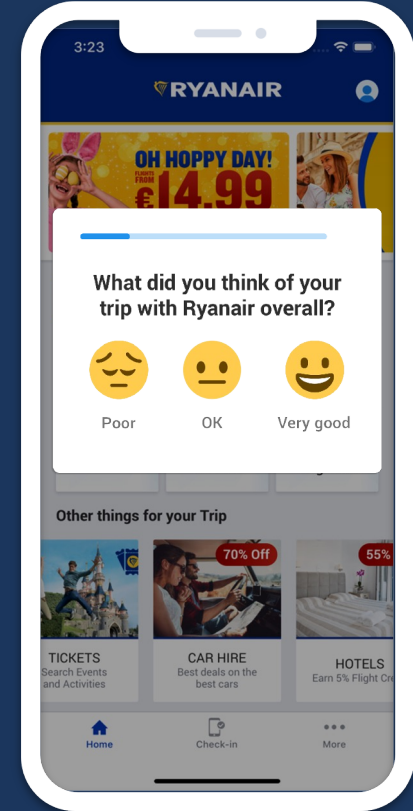 3:23
RYANAIR
OH HOPPY DAY!
FLIGHTS
FROM
£14.99
What did you think of your
trip with Ryanair overall?
Poor
OK
Very good
Other things for your Trip
70% Off
55%
TICKETS
Search Events
and Activities
CAR HIRE
Best deals on the
best cars
HOTELS
Earn 5% Flight Cre
Home
Check-in
More